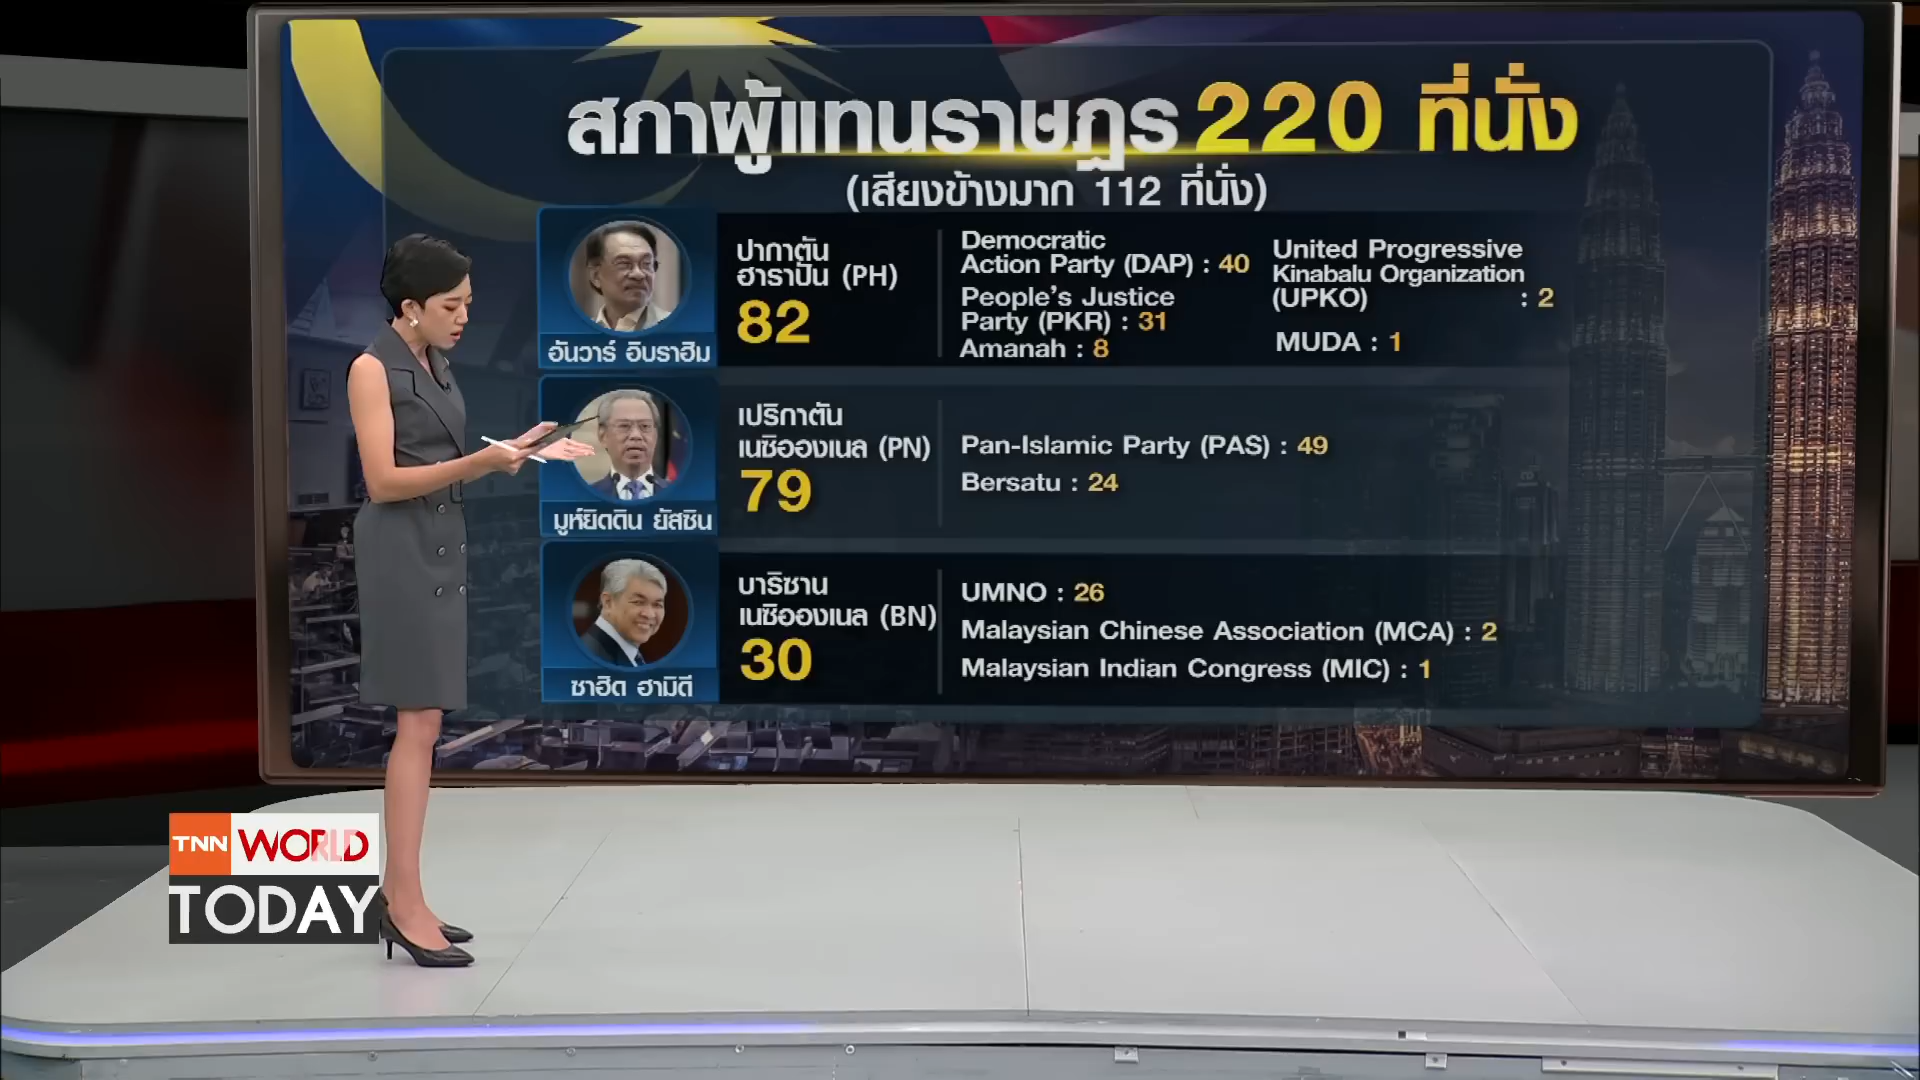 สภาผู้แทนราษฎร 220 ที่นั่ง
(เสียงข้างมาก 112 ที่นั่ง)
อันวาร์ อิบราฮิม
ปากาตัน
ฮาราปัน (PH)
82
Democratic
Action Party (DAP) : 40
People's Justice
Party (PKR) : 31
Amanah : 8
United Progressive
Kinabalu Organization
(UPKO) : 2
MUDA : 1
มูห์ยิดดิน ยัสซิน
เปริกาตัน
เนซิอองเนล (PN)
79
Pan-Islamic Party (PAS) : 49
Bersatu : 24
ซาฮิด ฮามิดี
บาริซาน
เนซิอองเนล (BN)
30
UMNO : 26
Malaysian Chinese Association (MCA) : 2
Malaysian Indian Congress (MIC) : 1
TNN WORLD
TODAY